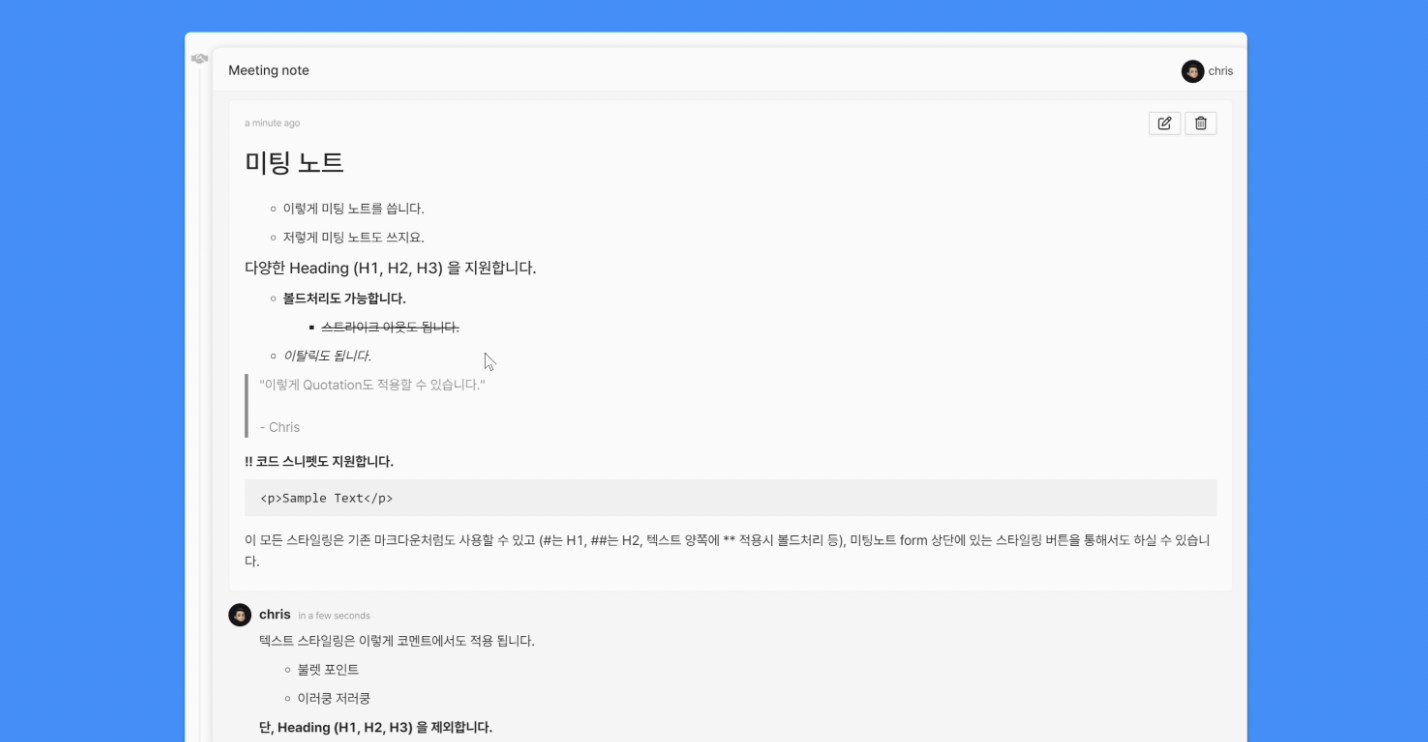 Meeting note
chris
a minute ago
미팅 노트
이렇게 미팅 노트를 씁니다.
저렇게 미팅 노트도 쓰지요.
다양한 Heading (H1, H2, H3) 을 지원합니다.
볼드처리도 가능합니다.
스트라이크 아웃도 됩니다.
이탈릭도 됩니다.
"이렇게 Quotation도 적용할 수 있습니다."
- Chris
!! 코드 스니펫도 지원합니다.
<p>Sample Text</p>
이 모든 스타일링은 기존 마크다운처럼도 사용할 수 있고 (#는 H1, ##는 H2, 텍스트 양쪽에 ** 적용시 볼드처리 등), 미팅노트 form 상단에 있는 스타일링 버튼을 통해서도 하실 수 있습니
다.
chris in a few seconds
텍스트 스타일링은 이렇게 코멘트에서도 적용 됩니다.
불렛 포인트
이러쿵 저러쿵
단, Heading (H1, H2, H3) 을 제외합니다.